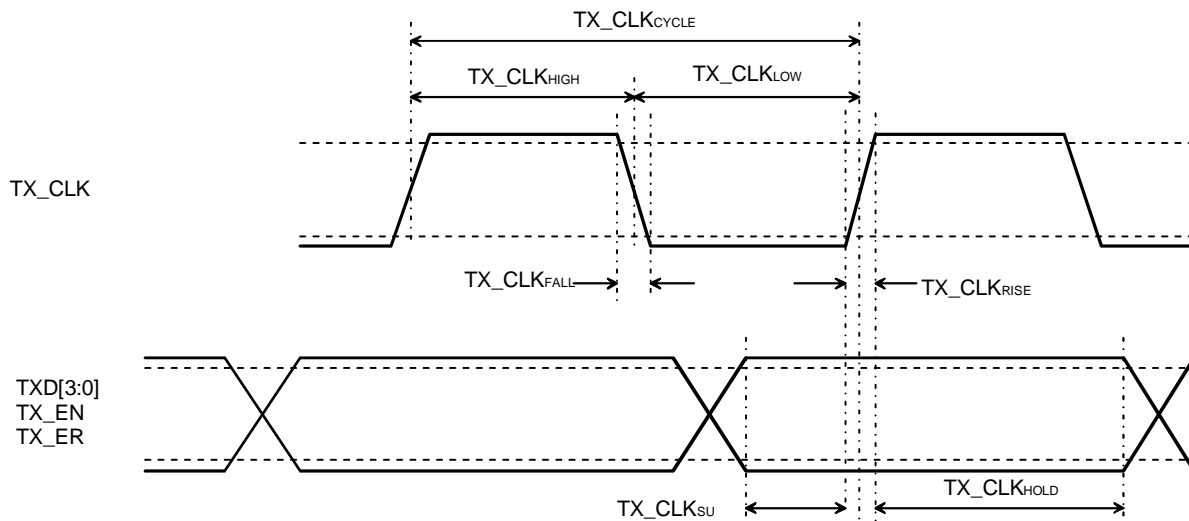 TX_CLKCYCLE
TX_CLKHIGH
TX_CLKLOW
TX_CLK
TX_CLKFALL
TX_CLKRISE
TXD[3:0]
TX_EN
TX_ER
TX_CLKSU
TX_CLKHOLD